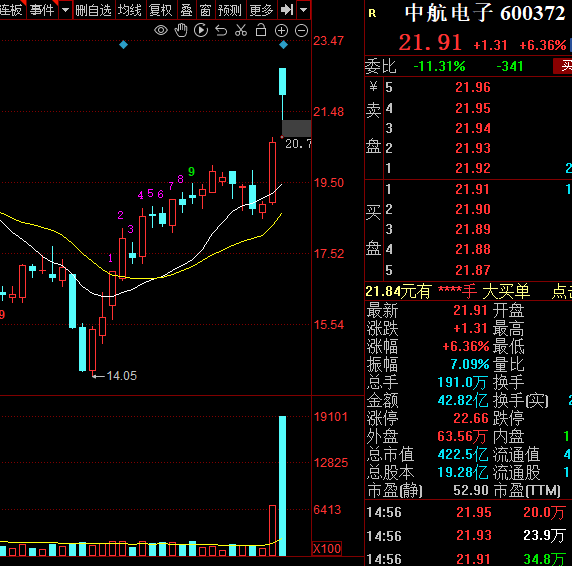 连板 事件 删自选 均线 复权 叠 窗 预测 更多
R 中航电子 600372
21.91 +1.31 +6.36%
委比 -11.31% -341 买
23.47
21.48
20.7
19.50
17.52
15.54
14.05
1 2 3 4 5 6 7 8 9
9
19101
12825
6413
X100
¥ 卖盘
5 21.96
4 21.95
3 21.94
2 21.93
1 21.92 2
买盘
1 21.91 1
2 21.90
3 21.89
4 21.88
5 21.87
21.84元有 ****手 大买单 点击
最新 21.91 开盘
涨跌 +1.31 最高
涨幅 +6.36% 最低
振幅 7.09% 量比
总手 191.0万 换手
金额 42.82亿 换手(实) 2
涨停 22.66 跌停
外盘 63.56万 内盘 1
总市值 422.5亿 流通值 4
总股本 19.28亿 流通股 1
市盈(静) 52.90 市盈(TTM)
14:56 21.95 20.0万
14:56 21.93 23.9万
14:56 21.91 34.8万